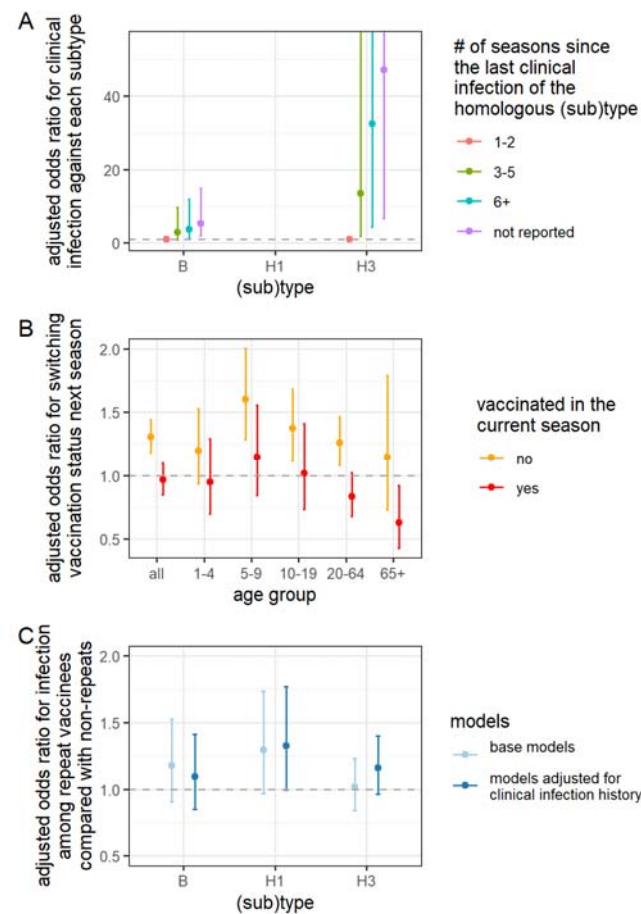 A
adjusted odds ratio for clinical
infection against each subtype
40
20
0
B
H1
H3
(sub)type
# of seasons since
the last clinical
infection of the
homologous (sub)type
1-2
3-5
6+
not reported
B
adjusted odds ratio for switching
vaccination status next season
2.0
1.5
1.0
0.5
all
1-4
5-9
10-19
20-64
65+
age group
vaccinated in the
current season
no
yes
C
adjusted odds ratio for infection
among repeat vaccinees
compared with non-repeats
2.0
1.5
1.0
0.5
B
H1
H3
(sub)type
models
base models
models adjusted for
clinical infection history